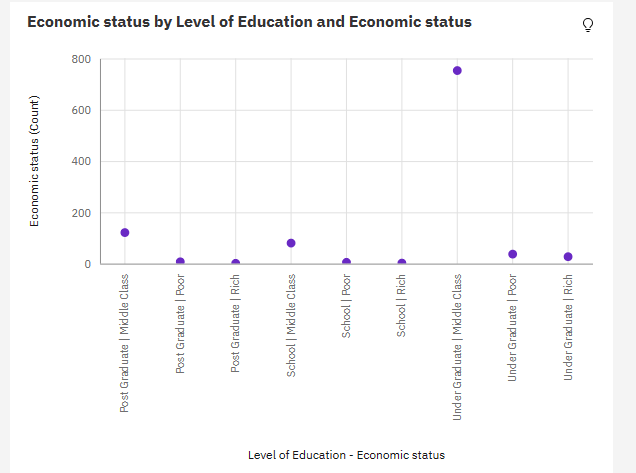 Economic status by Level of Education and Economic status
Economic status (Count)
800
600
400
200
0
Post Graduate | Middle Class
Post Graduate | Poor
Post Graduate | Rich
School | Middle Class
School | Poor
School | Rich
Under Graduate | Middle Class
Under Graduate | Poor
Under Graduate | Rich
Level of Education - Economic status